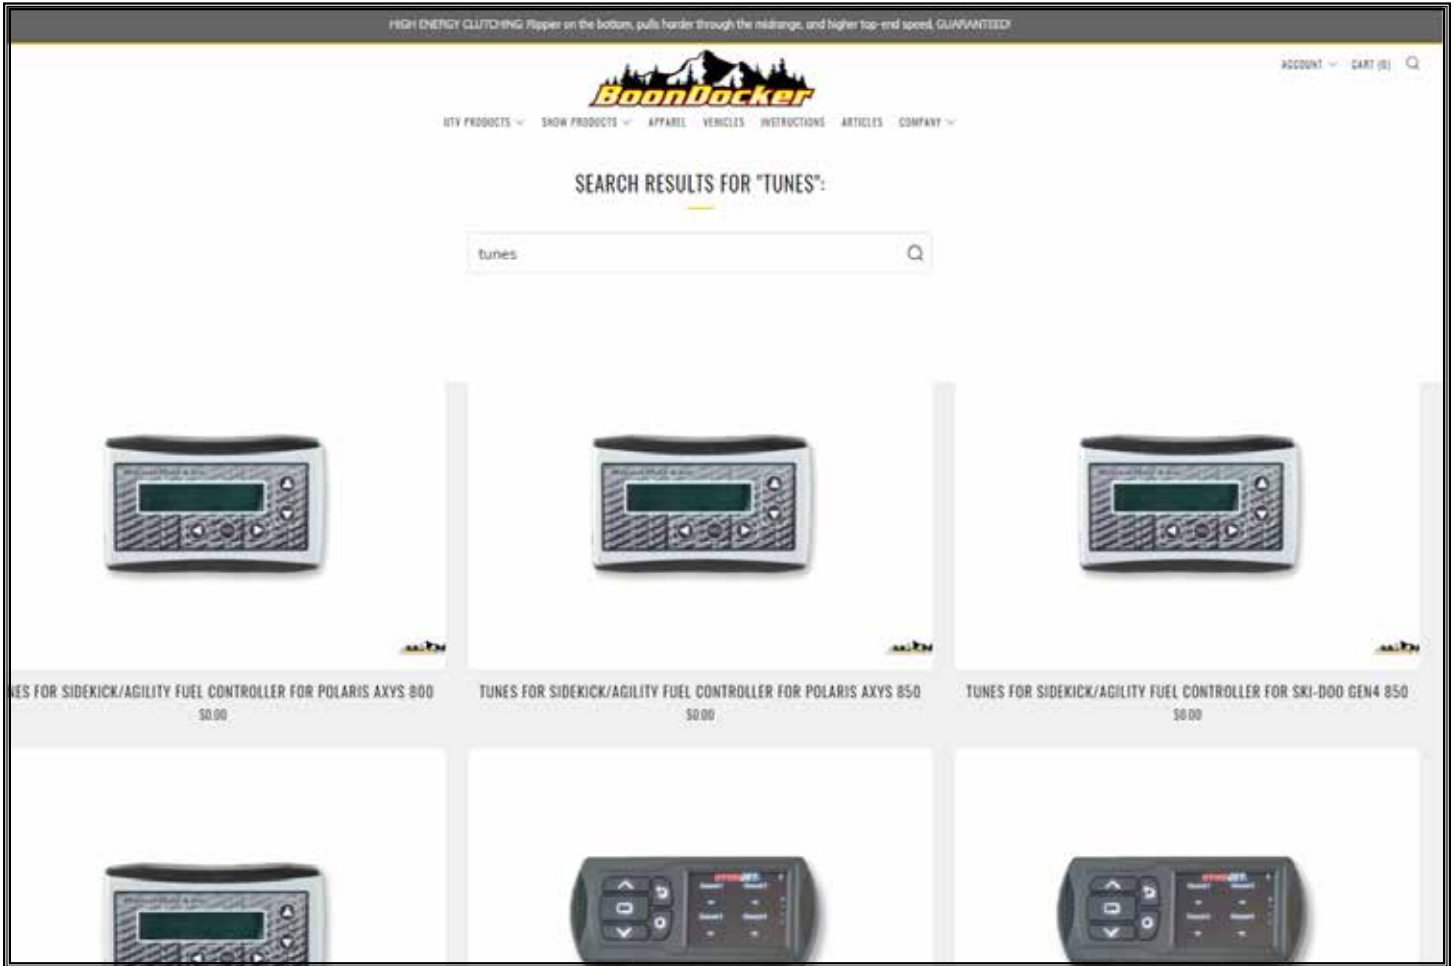 HIGH ENERGY CLUTCHING: Rippier on the bottom, pulls harder through the midrange, and higher top-end speed, GUARANTEED!
ACCOUNT CART (0)
BoonDocker
UTV PRODUCTS SNOW PRODUCTS APPAREL VEHICLES INSTRUCTIONS ARTICLES COMPANY
SEARCH RESULTS FOR "TUNES":
tunes
NES FOR SIDEKICK/AGILITY FUEL CONTROLLER FOR POLARIS AXYS 800
$0.00
TUNES FOR SIDEKICK/AGILITY FUEL CONTROLLER FOR POLARIS AXYS 850
$0.00
TUNES FOR SIDEKICK/AGILITY FUEL CONTROLLER FOR SKI-DOO GEN4 850
$0.00